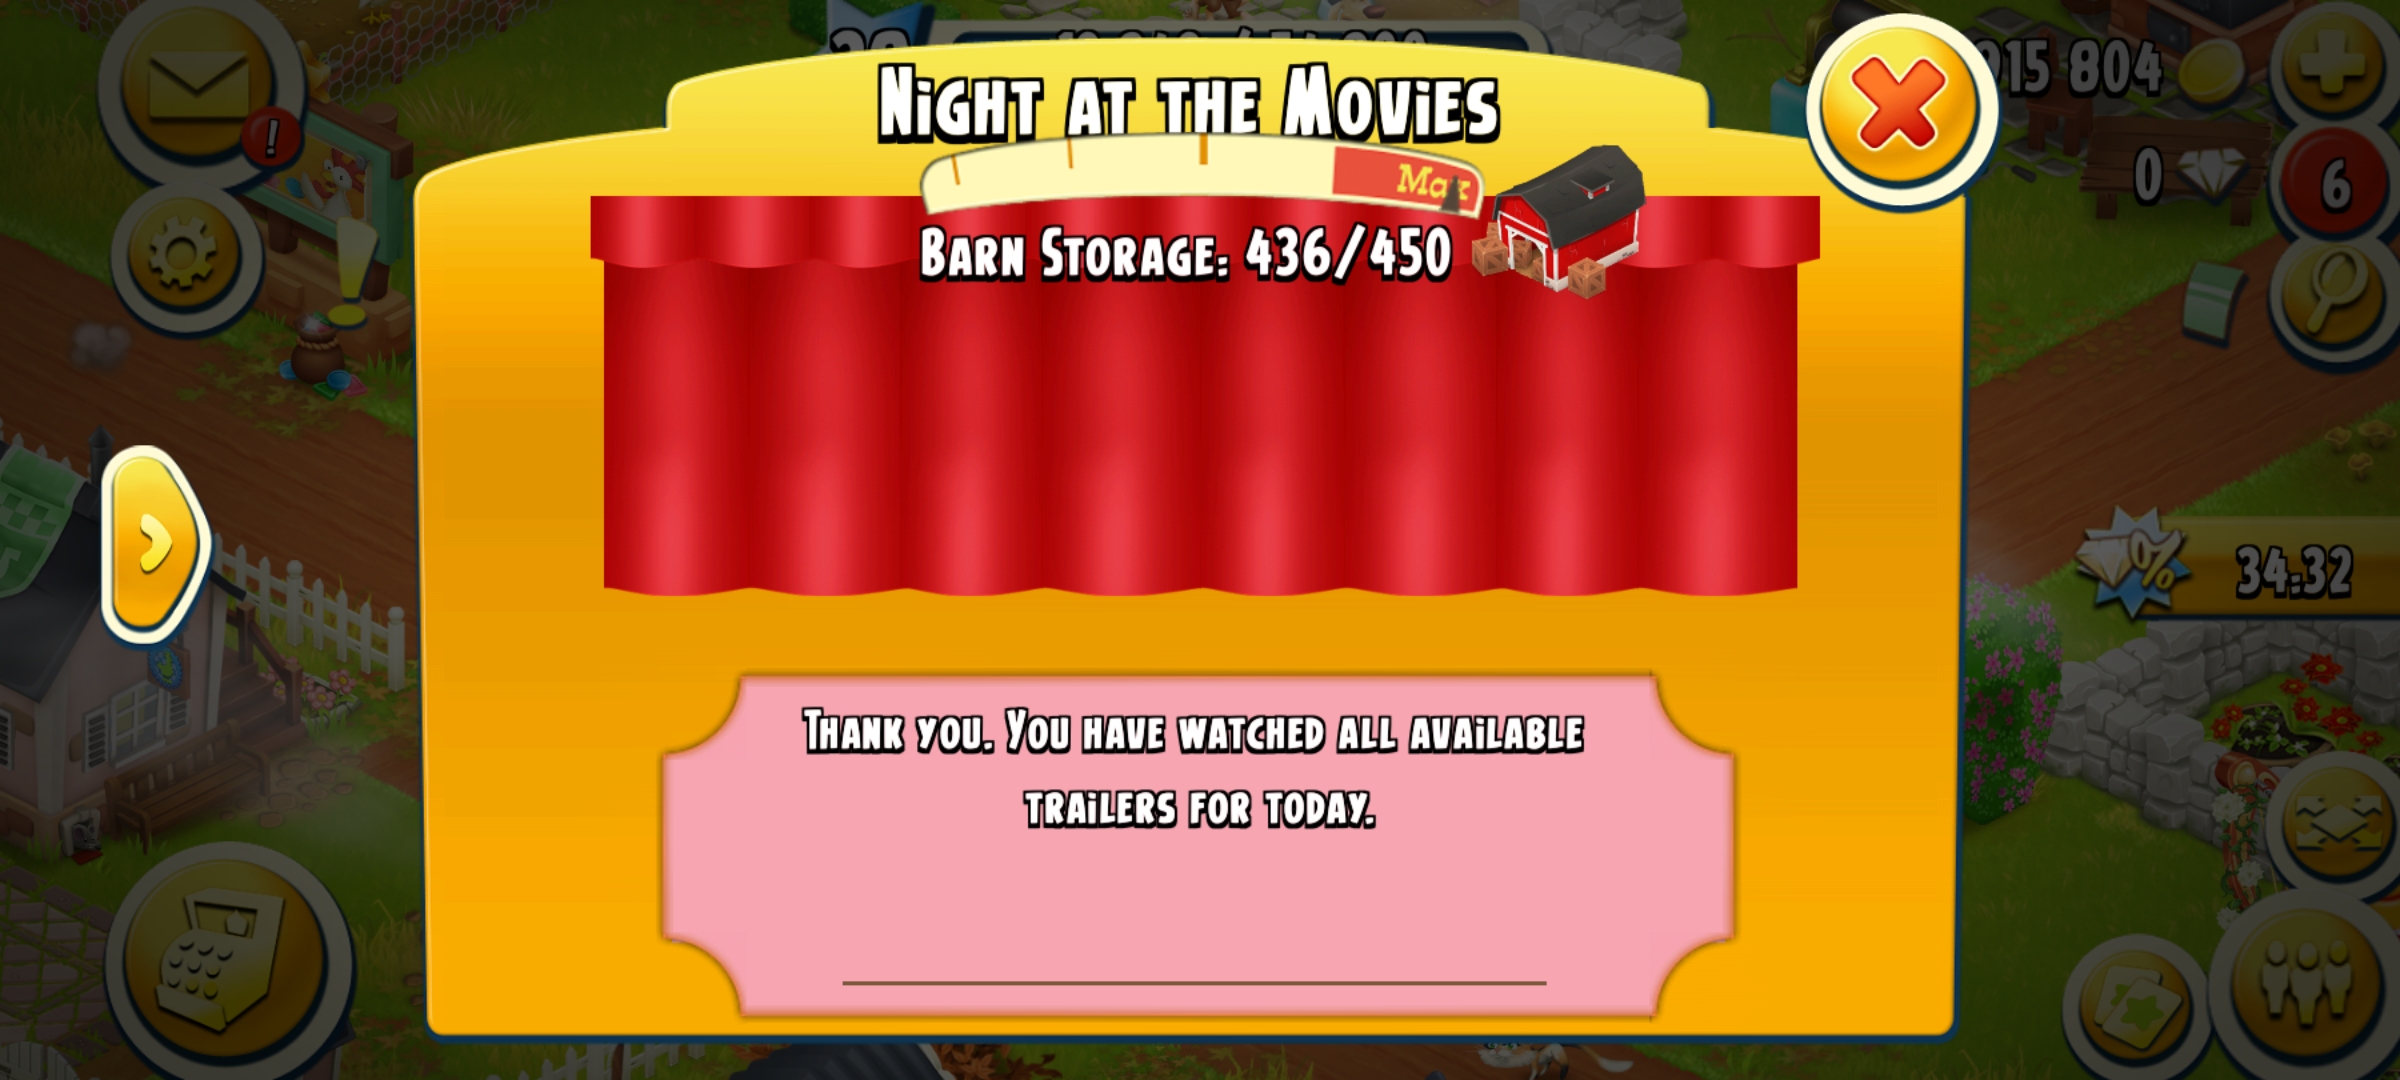 NiGHT AT THE MOViES
Max
BARN STORAGE: 436/450
915 804
0
6
!
%
34:32
THANK YOU. YOU HAVE WATCHED ALL AVAiLABLE
TRAiLERS FOR TODAY.